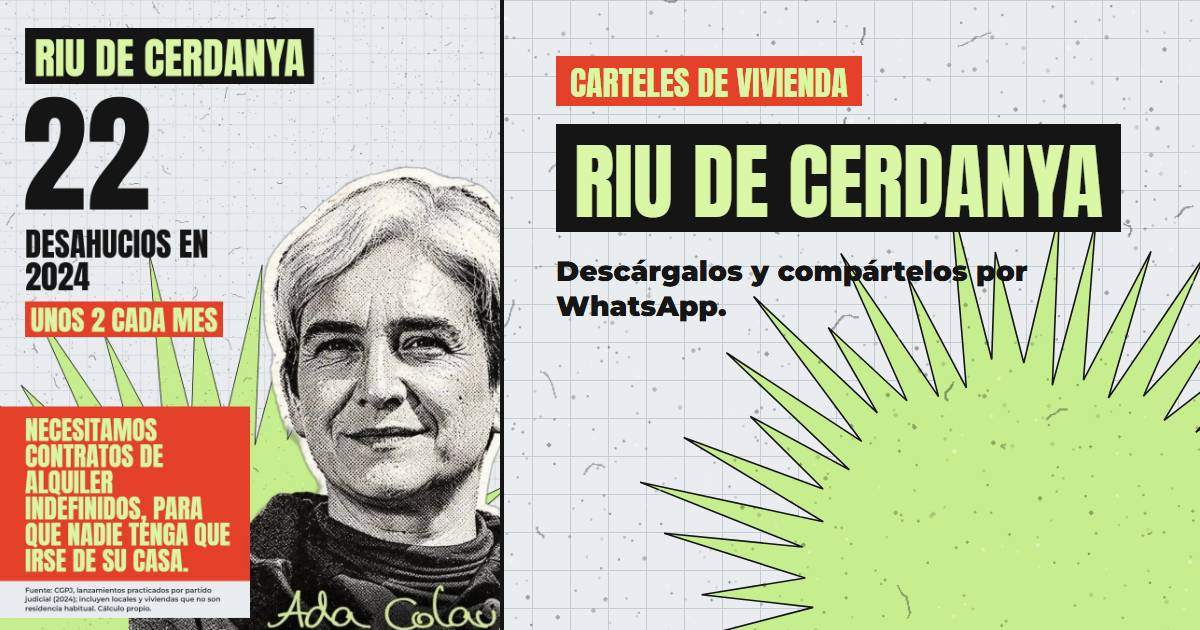 RIU DE CERDANYA
22
DESAHUCIOS EN
2024
UNOS 2 CADA MES
NECESITAMOS
CONTRATOS DE
ALQUILER
INDEFINIDOS, PARA
QUE NADIE TENGA QUE
IRSE DE SU CASA.
Fuente: CGPJ, lanzamientos practicados por partido
judicial (2024); incluyen locales y viviendas que no son
residencia habitual. Cálculo propio.
Ada Colau
CARTELES DE VIVIENDA
RIU DE CERDANYA
Descárgalos y compártelos por
WhatsApp.